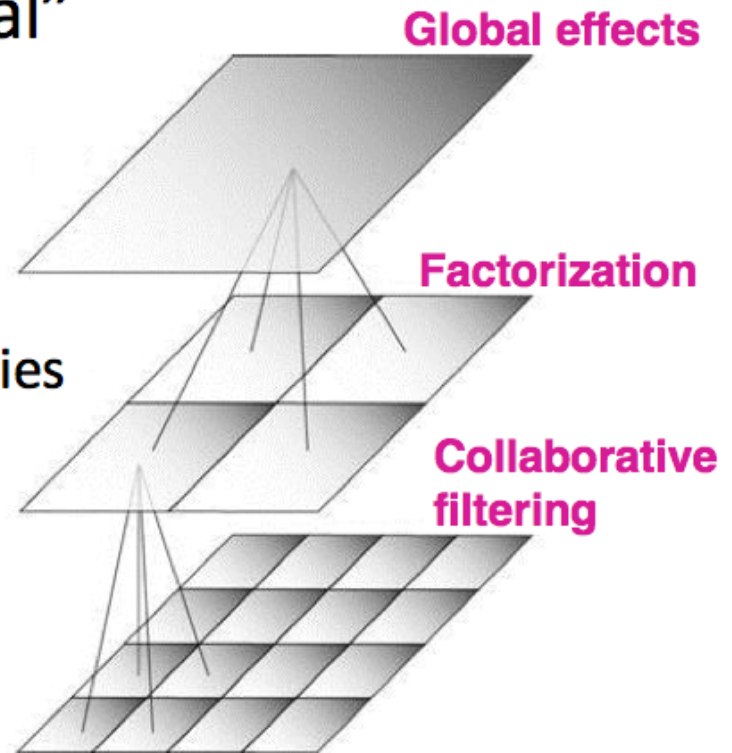 al”
Global effects
Factorization
ies
Collaborative
filtering